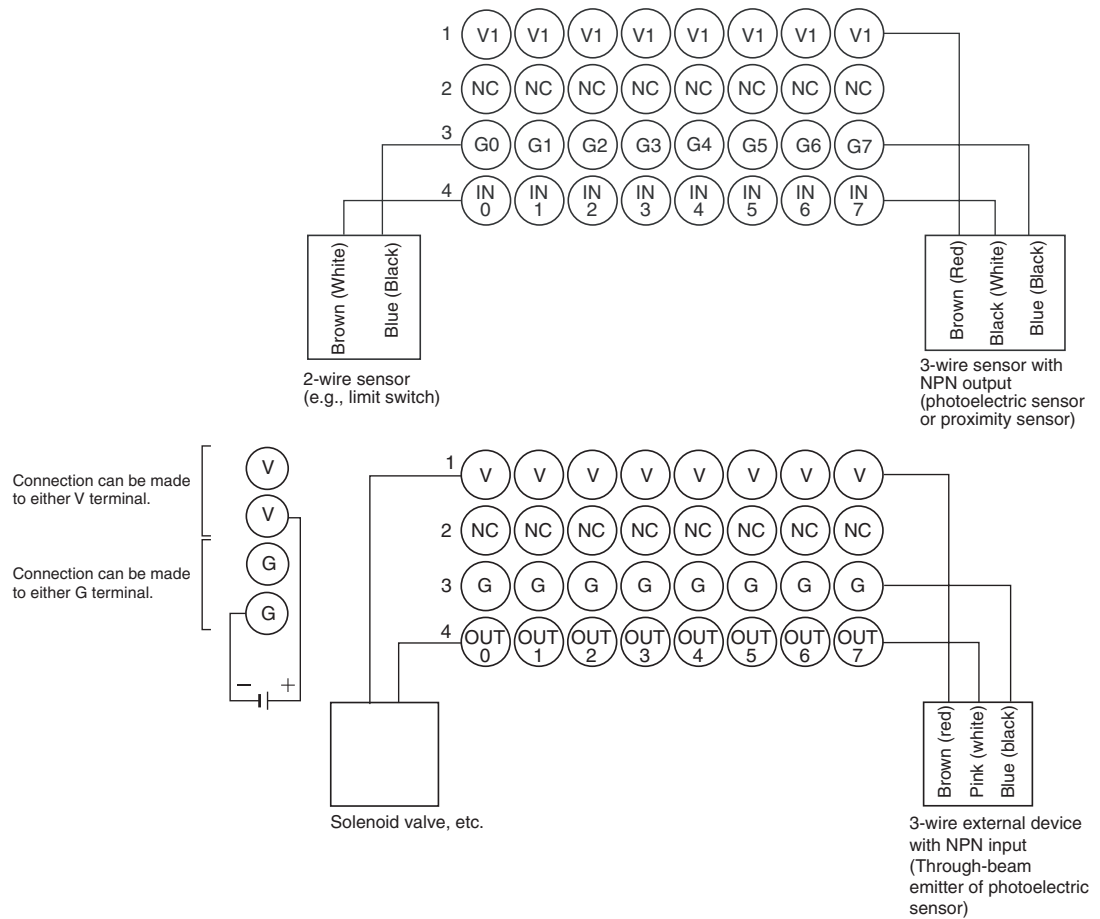 1 V1 V1 V1 V1 V1 V1 V1 V1
2 NC NC NC NC NC NC NC NC
3 G0 G1 G2 G3 G4 G5 G6 G7
4 IN 0 IN 1 IN 2 IN 3 IN 4 IN 5 IN 6 IN 7
Brown (White)
Blue (Black)
2-wire sensor
(e.g., limit switch)
Brown (Red)
Black (White)
Blue (Black)
3-wire sensor with
NPN output
(photoelectric sensor
or proximity sensor)
Connection can be made
to either V terminal.
Connection can be made
to either G terminal.
V
V
G
G
− +
1 V V V V V V V V
2 NC NC NC NC NC NC NC NC
3 G G G G G G G G
4 OUT 0 OUT 1 OUT 2 OUT 3 OUT 4 OUT 5 OUT 6 OUT 7
Solenoid valve, etc.
Brown (red)
Pink (white)
Blue (black)
3-wire external device
with NPN input
(Through-beam
emitter of photoelectric
sensor)